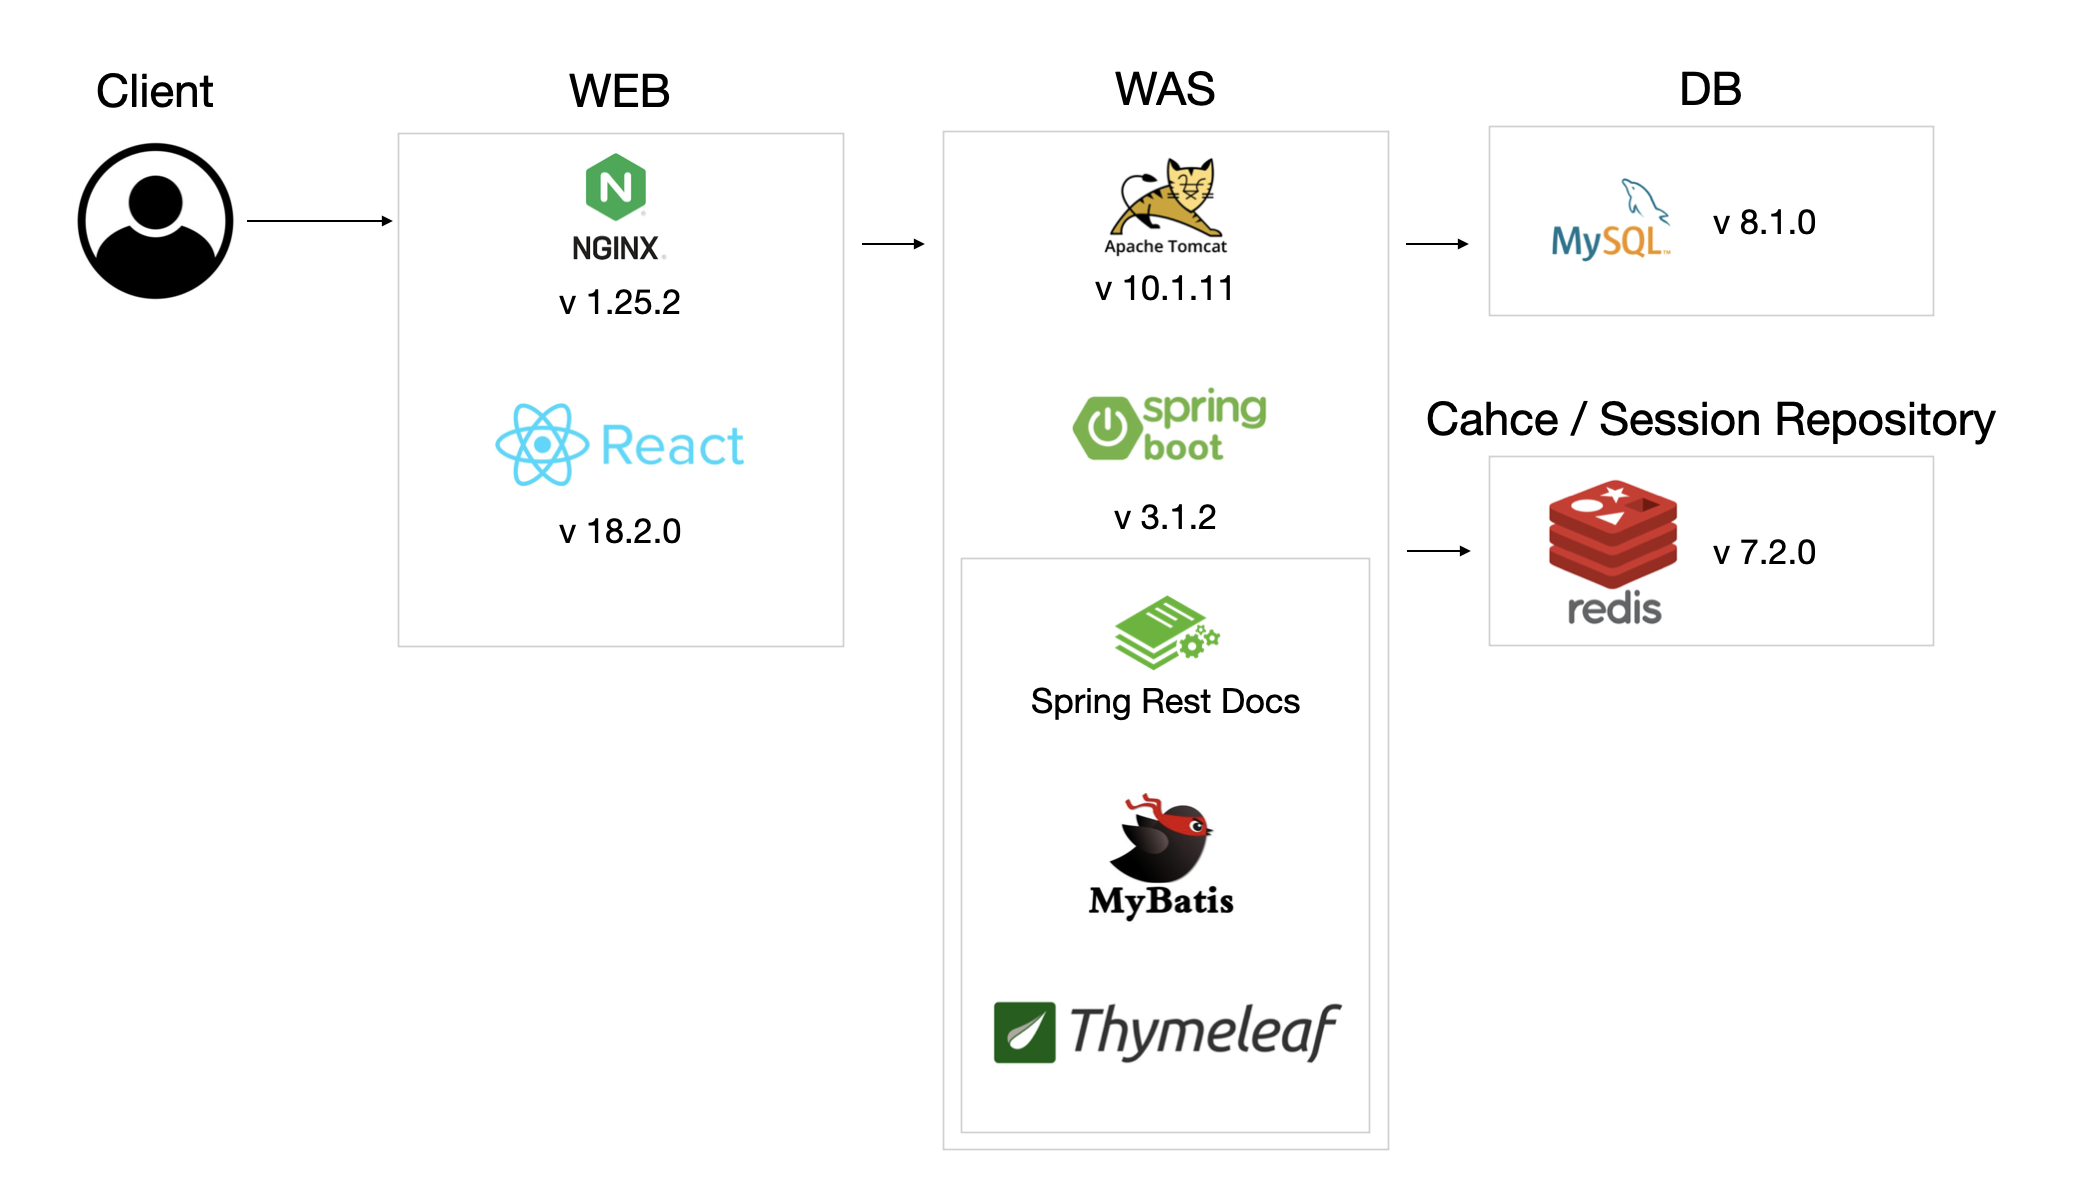 Client
WEB
NGINX
v 1.25.2
React
v 18.2.0
WAS
Apache Tomcat
v 10.1.11
spring
boot
v 3.1.2
Spring Rest Docs
MyBatis
Thymeleaf
DB
MySQL™
v 8.1.0
Cahce / Session Repository
redis
v 7.2.0